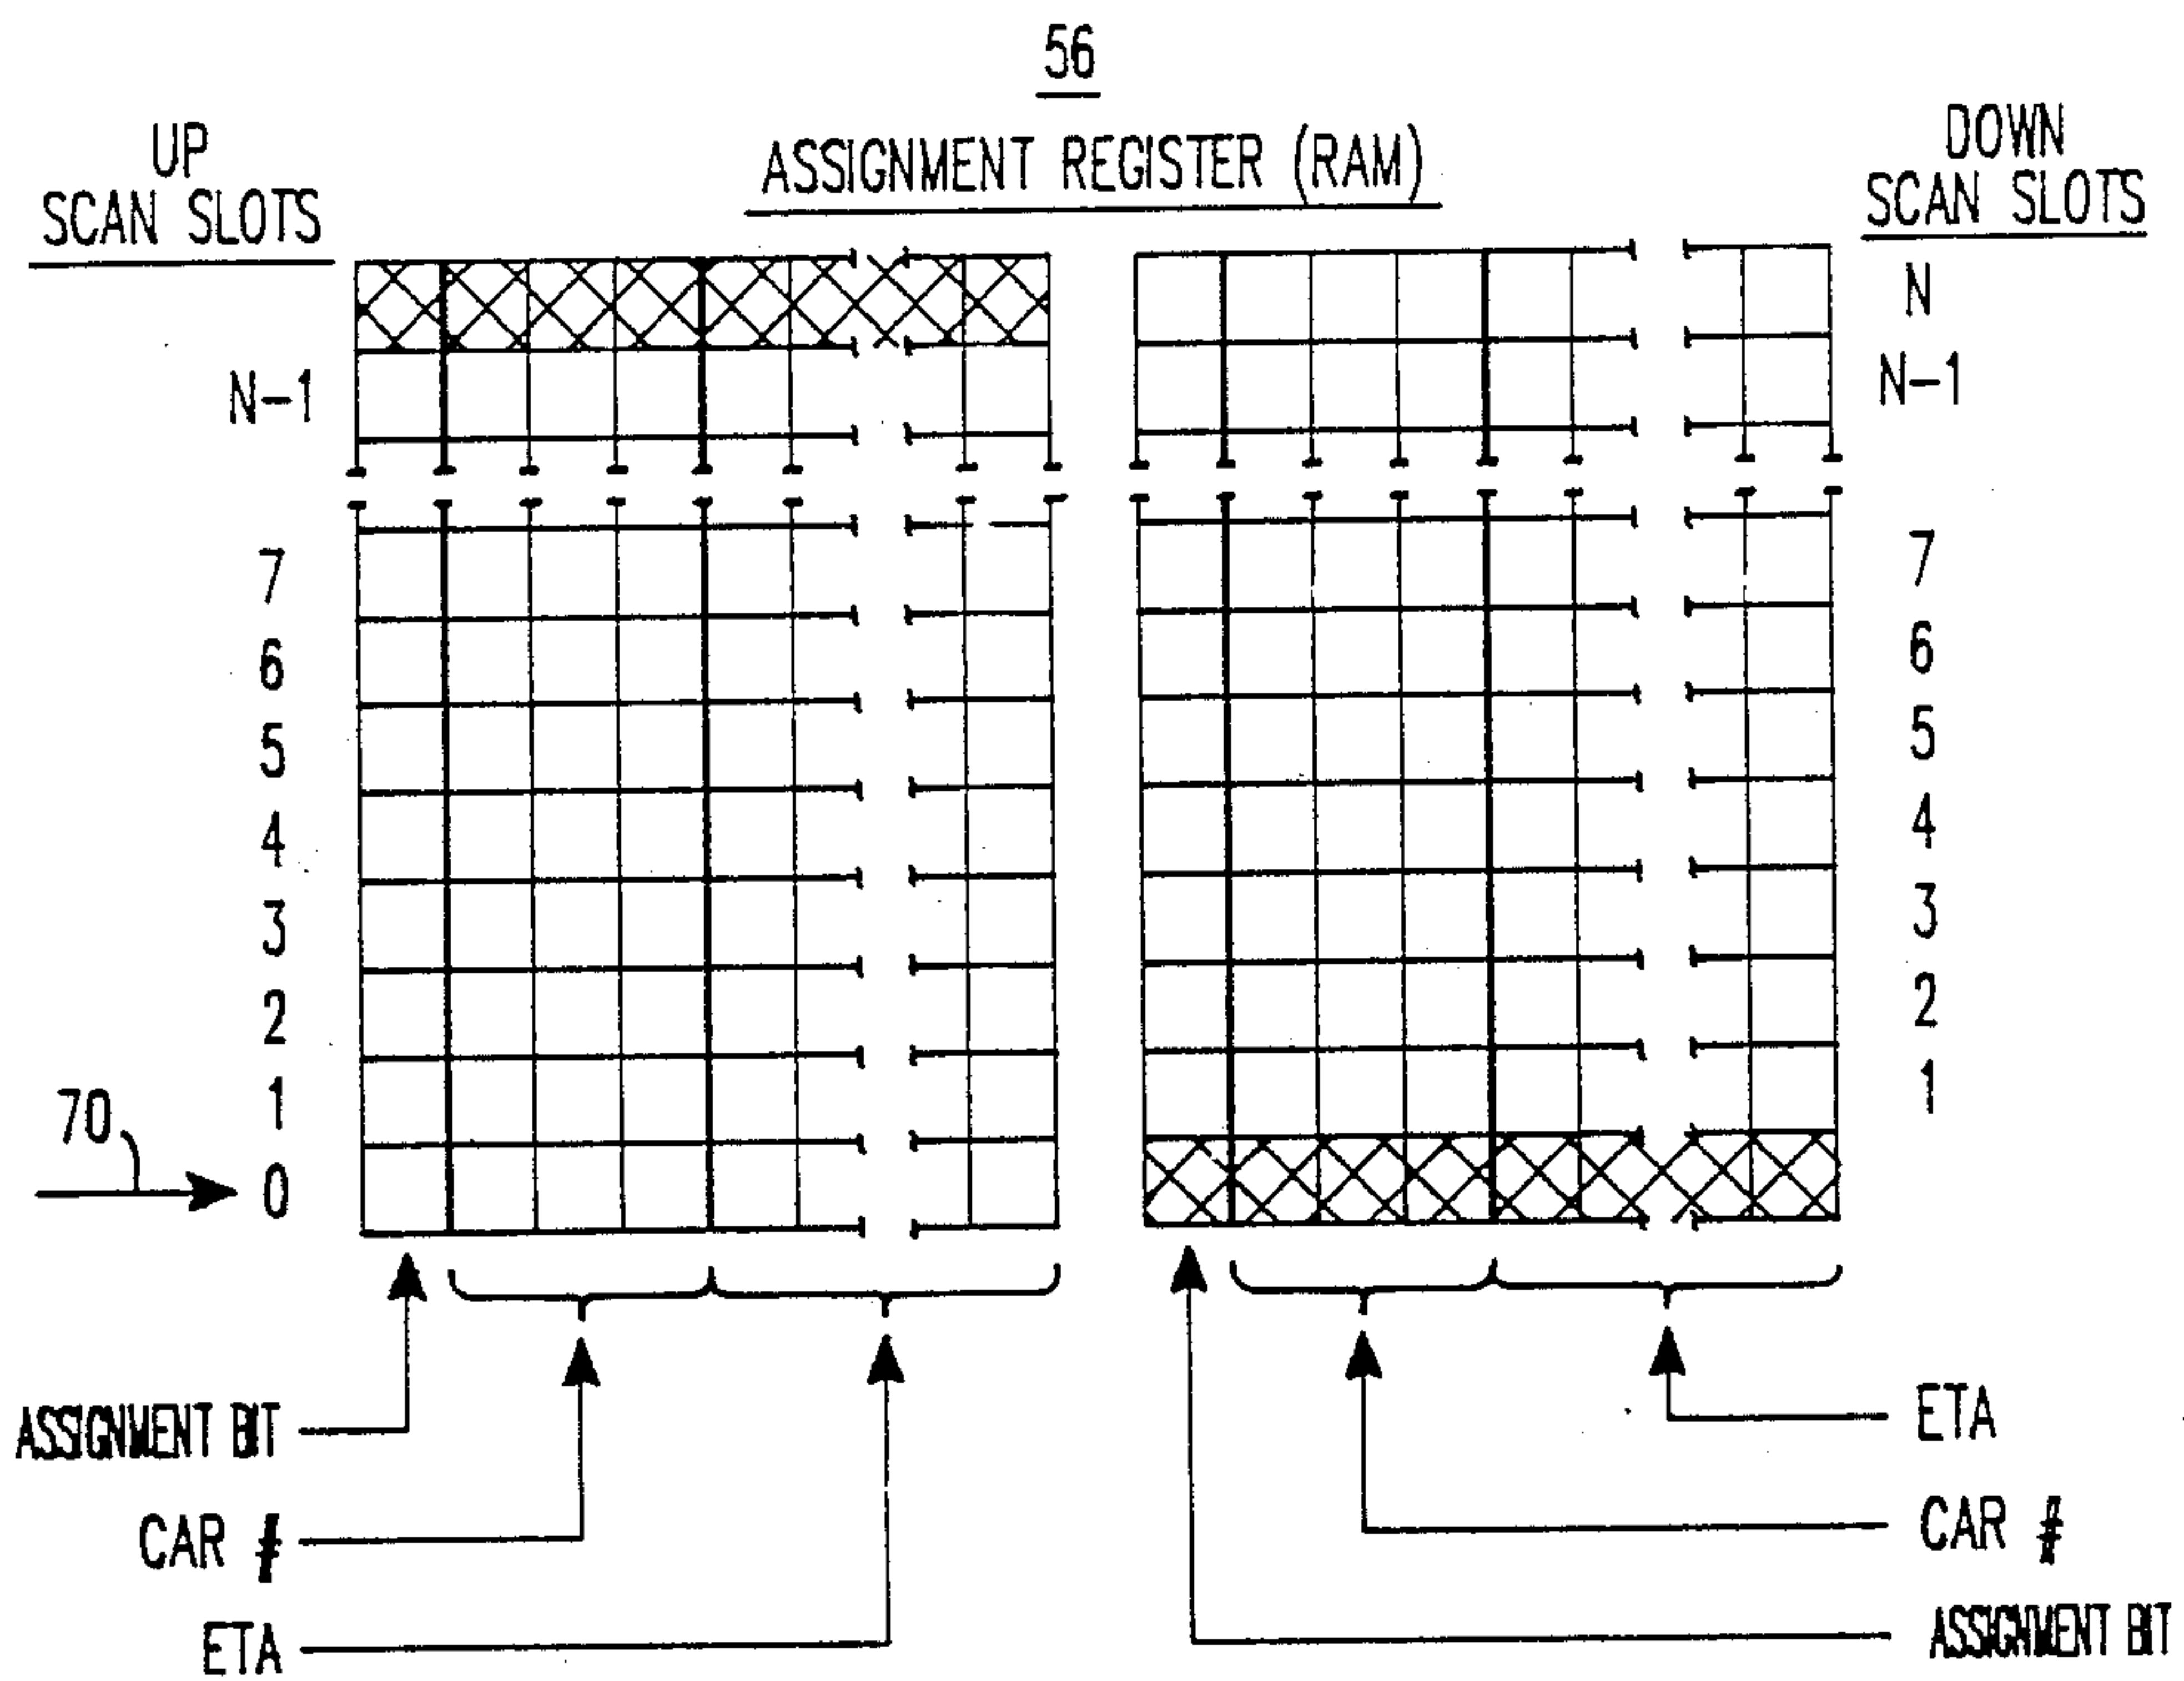 56
ASSIGNMENT REGISTER (RAM)
UP
SCAN SLOTS
N-1
7
6
5
4
3
2
1
0
70
ASSIGNMENT BIT
CAR #
ETA
DOWN
SCAN SLOTS
N
N-1
7
6
5
4
3
2
1
ETA
CAR #
ASSIGNMENT BIT